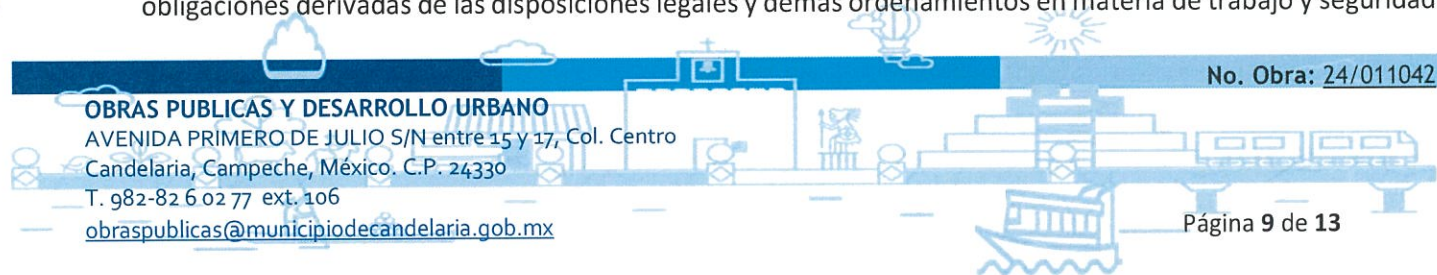 obligaciones derivadas de las disposiciones legales y demás ordenamientos en materia de trabajo y seguridad
No. Obra: 24/011042
OBRAS PUBLICAS Y DESARROLLO URBANO
AVENIDA PRIMERO DE JULIO S/N entre 15 y 17, Col. Centro
Candelaria, Campeche, México. C.P. 24330
T. 982-82 6 02 77 ext. 106
obraspublicas@municipiodecandelaria.gob.mx
Página 9 de 13